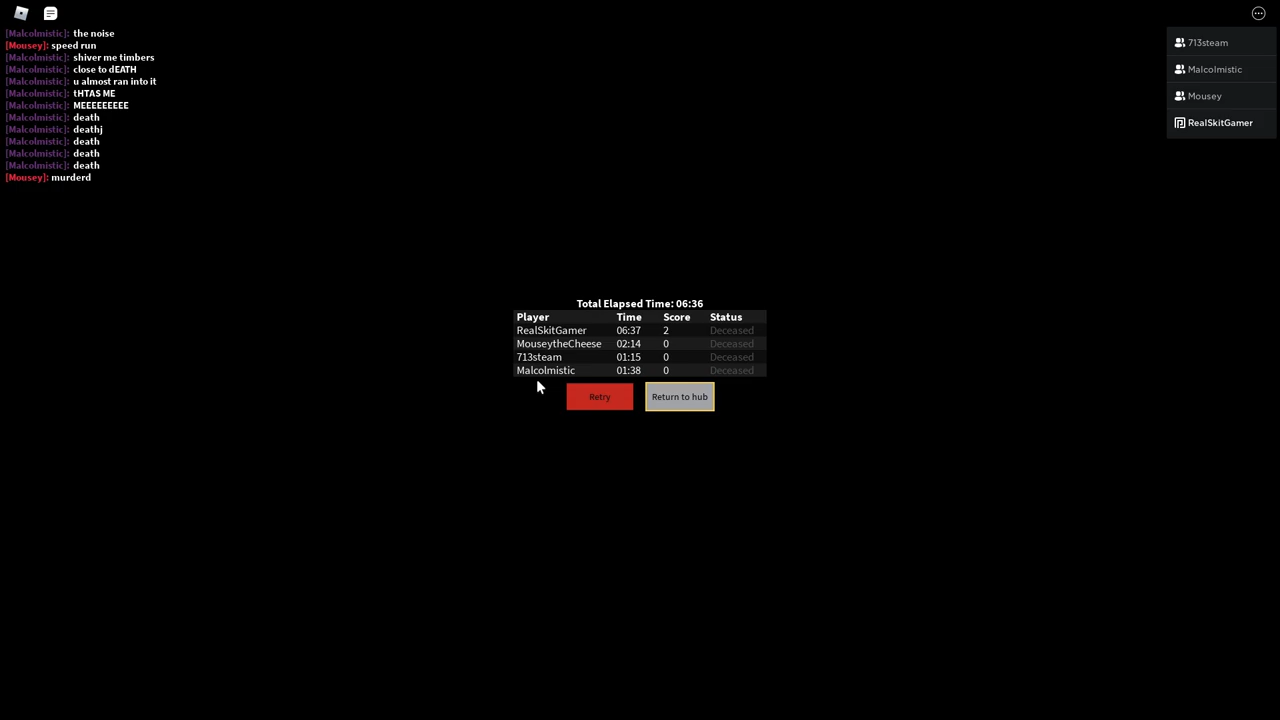 [Malcolmistic]: the noise
[Mousey]: speed run
[Malcolmistic]: shiver me timbers
[Malcolmistic]: close to dEATH
[Malcolmistic]: u almost ran into it
[Malcolmistic]: tHTAS ME
[Malcolmistic]: MEEEEEEEEE
[Malcolmistic]: death
[Malcolmistic]: deathj
[Malcolmistic]: death
[Malcolmistic]: death
[Malcolmistic]: death
[Mousey]: murderd
713steam
Malcolmistic
Mousey
RealSkitGamer
Total Elapsed Time: 06:36
Player Time Score Status
RealSkitGamer 06:37 2 Deceased
MouseytheCheese 02:14 0 Deceased
713steam 01:15 0 Deceased
Malcolmistic 01:38 0 Deceased
Retry Return to hub